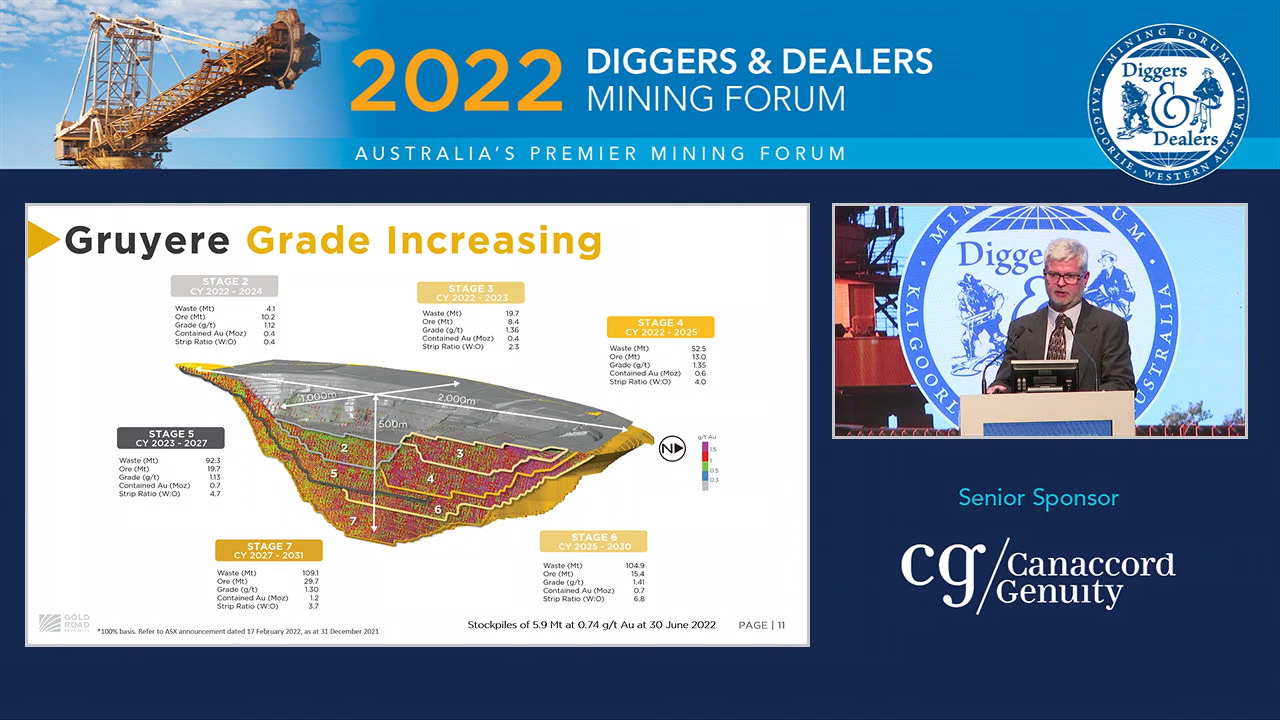 2022 DIGGERS & DEALERS
MINING FORUM
AUSTRALIA'S PREMIER MINING FORUM
MINING FORUM
Diggers
&
Dealers
KALGOORLIE, WESTERN AUSTRALIA
Gruyere Grade Increasing
STAGE 2
CY 2022 - 2024
Waste (Mt) 4.1
Ore (Mt) 10.2
Grade (g/t) 1.12
Contained Au (Moz) 0.4
Strip Ratio (W:O) 0.4
STAGE 3
CY 2022 - 2023
Waste (Mt) 19.7
Ore (Mt) 8.4
Grade (g/t) 1.36
Contained Au (Moz) 0.4
Strip Ratio (W:O) 2.3
STAGE 4
CY 2022 - 2025
Waste (Mt) 52.5
Ore (Mt) 13.0
Grade (g/t) 1.35
Contained Au (Moz) 0.6
Strip Ratio (W:O) 4.0
1,000m
2,000m
500m
2
3
4
5
6
7
N
g/t Au
1.5
1
0.5
0.3
STAGE 5
CY 2023 - 2027
Waste (Mt) 92.3
Ore (Mt) 19.7
Grade (g/t) 1.13
Contained Au (Moz) 0.7
Strip Ratio (W:O) 4.7
STAGE 7
CY 2027 - 2031
Waste (Mt) 109.1
Ore (Mt) 29.7
Grade (g/t) 1.30
Contained Au (Moz) 1.2
Strip Ratio (W:O) 3.7
STAGE 6
CY 2025 - 2030
Waste (Mt) 104.9
Ore (Mt) 15.4
Grade (g/t) 1.41
Contained Au (Moz) 0.7
Strip Ratio (W:O) 6.8
GOLD
ROAD
*100% basis. Refer to ASX announcement dated 17 February 2022, as at 31 December 2021
Stockpiles of 5.9 Mt at 0.74 g/t Au at 30 June 2022
PAGE | 11
Digge
KALGOORL
USTRALIA
Senior Sponsor
cg/Canaccord
Genuity